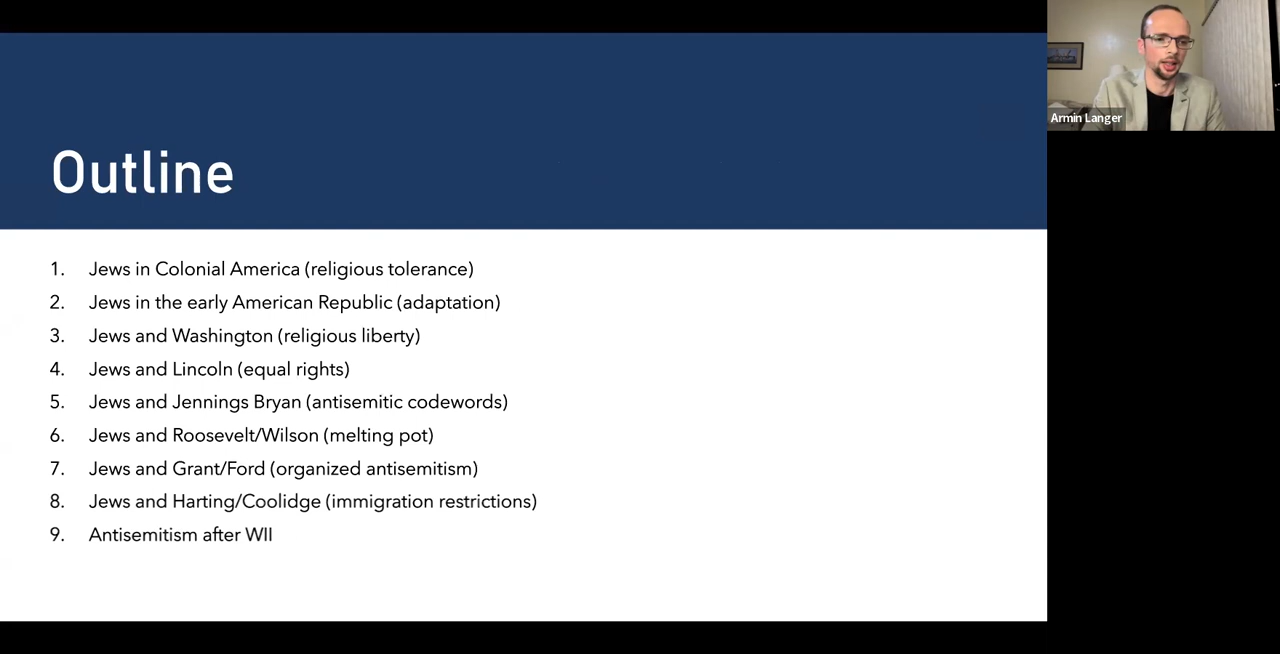 Outline
1. Jews in Colonial America (religious tolerance)
2. Jews in the early American Republic (adaptation)
3. Jews and Washington (religious liberty)
4. Jews and Lincoln (equal rights)
5. Jews and Jennings Bryan (antisemitic codewords)
6. Jews and Roosevelt/Wilson (melting pot)
7. Jews and Grant/Ford (organized antisemitism)
8. Jews and Harting/Coolidge (immigration restrictions)
9. Antisemitism after WII
Armin Langer